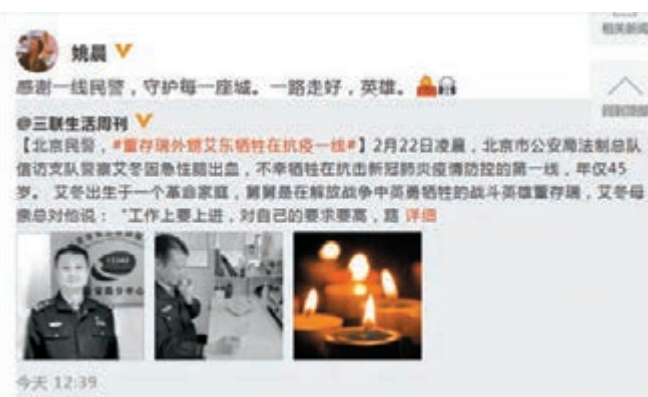 相关新闻
姚晨
感谢一线民警，守护每一座城。一路走好，英雄。
回到顶部
@三联生活周刊
【北京民警，#董存瑞外甥艾东牺牲在抗疫一线#】2月22日凌晨，北京市公安局法制总队
信访支队警察艾冬因急性脑出血，不幸牺牲在抗击新冠肺炎疫情防控的第一线，年仅45
岁。 艾冬出生于一个革命家庭，舅舅是在解放战争中英勇牺牲的战斗英雄董存瑞，艾冬母
亲总对他说：“工作上要上进，对自己的要求要高，踏 详细
今天 12:39